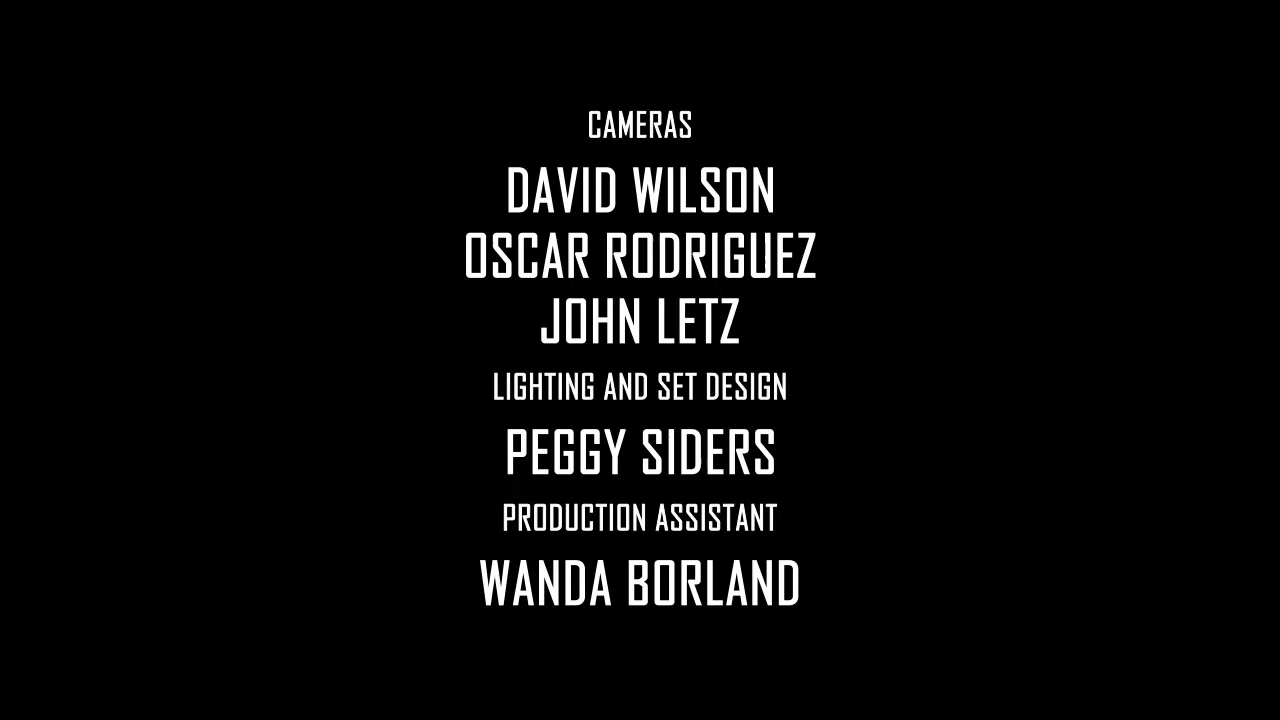 CAMERAS
DAVID WILSON
OSCAR RODRIGUEZ
JOHN LETZ
LIGHTING AND SET DESIGN
PEGGY SIDERS
PRODUCTION ASSISTANT
WANDA BORLAND